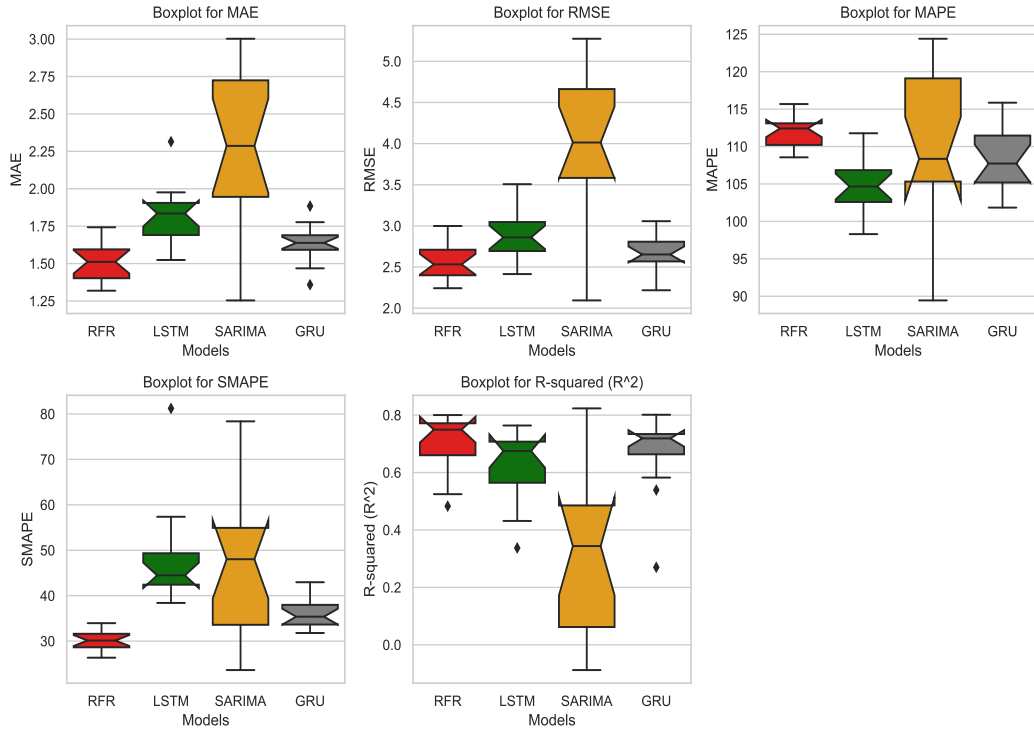 Boxplot for MAE
MAE
3.00
2.75
2.50
2.25
2.00
1.75
1.50
1.25
RFR LSTM SARIMA GRU
Models
Boxplot for RMSE
RMSE
5.0
4.5
4.0
3.5
3.0
2.5
2.0
RFR LSTM SARIMA GRU
Models
Boxplot for MAPE
MAPE
125
120
115
110
105
100
95
90
RFR LSTM SARIMA GRU
Models
Boxplot for SMAPE
SMAPE
80
70
60
50
40
30
RFR LSTM SARIMA GRU
Models
Boxplot for R-squared (R^2)
R-squared (R^2)
0.8
0.6
0.4
0.2
0.0
RFR LSTM SARIMA GRU
Models